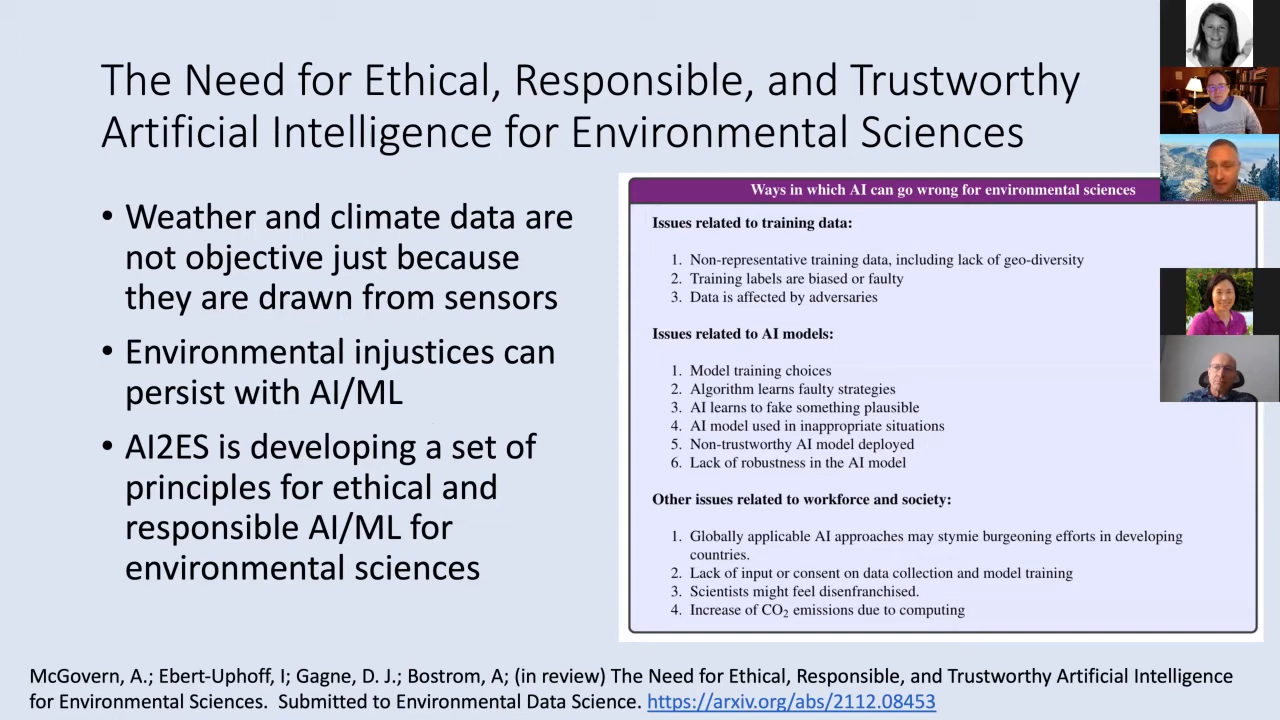 The Need for Ethical, Responsible, and Trustworthy
Artificial Intelligence for Environmental Sciences
• Weather and climate data are
not objective just because
they are drawn from sensors
• Environmental injustices can
persist with AI/ML
• AI2ES is developing a set of
principles for ethical and
responsible AI/ML for
environmental sciences
Ways in which AI can go wrong for environmental sciences
Issues related to training data:
1. Non-representative training data, including lack of geo-diversity
2. Training labels are biased or faulty
3. Data is affected by adversaries
Issues related to AI models:
1. Model training choices
2. Algorithm learns faulty strategies
3. AI learns to fake something plausible
4. AI model used in inappropriate situations
5. Non-trustworthy AI model deployed
6. Lack of robustness in the AI model
Other issues related to workforce and society:
1. Globally applicable AI approaches may stymie burgeoning efforts in developing
countries.
2. Lack of input or consent on data collection and model training
3. Scientists might feel disenfranchised.
4. Increase of CO₂ emissions due to computing
McGovern, A.; Ebert-Uphoff, I; Gagne, D. J.; Bostrom, A; (in review) The Need for Ethical, Responsible, and Trustworthy Artificial Intelligence
for Environmental Sciences. Submitted to Environmental Data Science. https://arxiv.org/abs/2112.08453